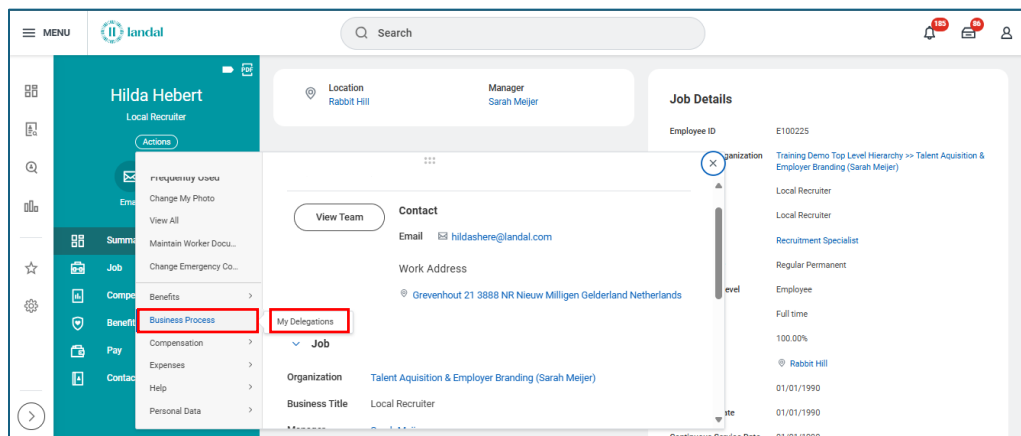 MENU
landal
Search
185
86
PDF
Hilda Hebert
Local Recruiter
Actions
Location
Rabbit Hill
Manager
Sarah Meijer
Job Details
Employee ID
E100225
Training Demo Top Level Hierarchy >> Talent Aquisition &
Employer Branding (Sarah Meijer)
Local Recruiter
Local Recruiter
Recruitment Specialist
Regular Permanent
Employee
Full time
100.00%
Rabbit Hill
01/01/1990
01/01/1990
Job
Pay
Frequently Used
Change My Photo
View All
Maintain Worker Docu...
Change Emergency Co...
Benefits
Business Process
Compensation
Expenses
Help
Personal Data
My Delegations
View Team
Contact
Email
hildashere@landal.com
Work Address
Grevenhout 21 3888 NR Nieuw Milligen Gelderland Netherlands
Job
Organization
Talent Aquisition & Employer Branding (Sarah Meijer)
Business Title
Local Recruiter